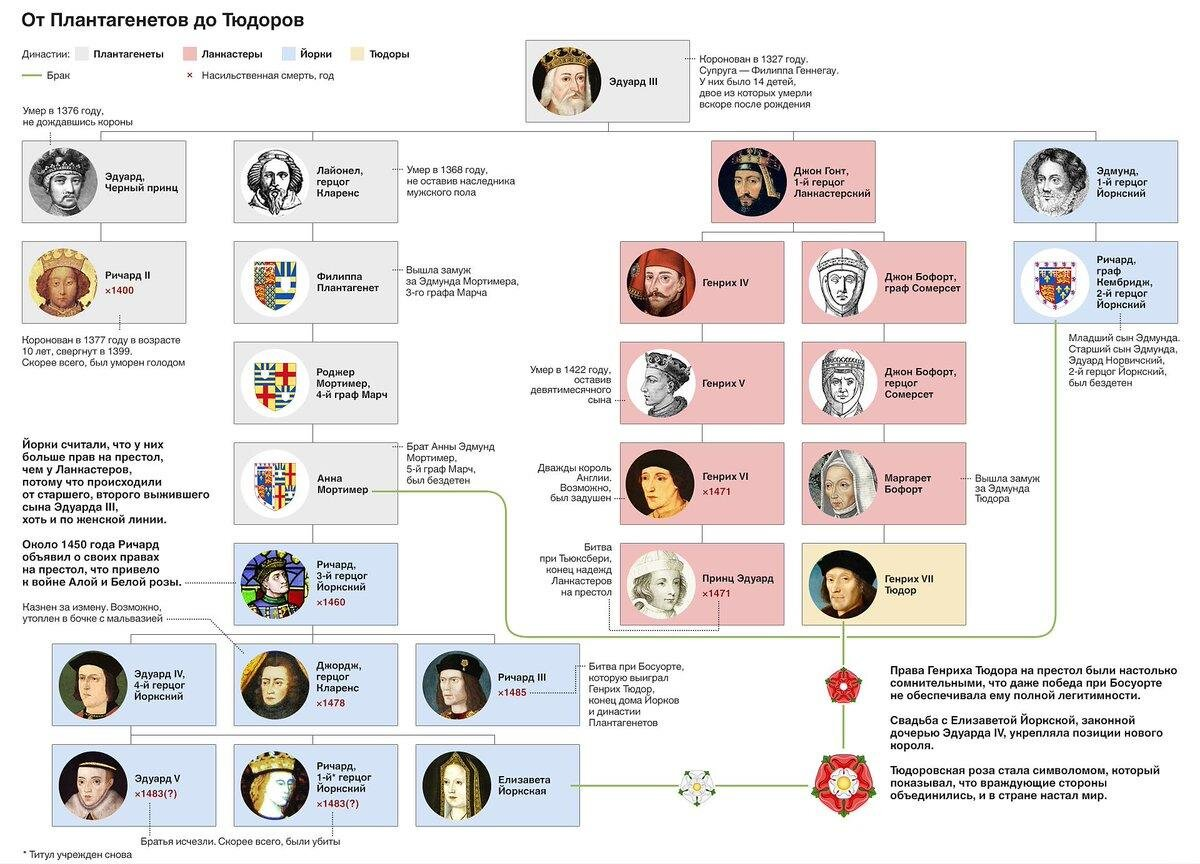 От Плантагенетов до Тюдоров
Династии:
Плантагенеты
Ланкастеры
Йорки
Тюдоры
Брак
× Насильственная смерть, год
Эдуард III
Коронован в 1327 году.
Супруга — Филиппа Геннегау.
У них было 14 детей,
двое из которых умерли
вскоре после рождения
Умер в 1376 году,
не дождавшись короны
Эдуард,
Черный принц
Лайонел,
герцог
Кларенс
Умер в 1368 году,
не оставив наследника
мужского пола
Джон Гонт,
1-й герцог
Ланкастерский
Эдмунд,
1-й герцог
Йоркский
Ричард II
×1400
Коронован в 1377 году в возрасте
10 лет, свергнут в 1399.
Скорее всего, был уморен голодом
Филиппа
Плантагенет
Вышла замуж
за Эдмунда Мортимера,
3-го графа Марча
Генрих IV
Джон Бофорт,
граф Сомерсет
Ричард,
граф
Кембридж,
2-й герцог
Йоркский
Младший сын Эдмунда.
Старший сын Эдмунда,
Эдуард Норвичский,
2-й герцог Йоркский,
был бездетен
Роджер
Мортимер,
4-й граф Марч
Умер в 1422 году,
оставив
девятимесячного
сына
Генрих V
Джон Бофорт,
герцог
Сомерсет
Йорки считали, что у них
больше прав на престол,
чем у Ланкастеров,
потому что происходили
от старшего, второго выжившего
сына Эдуарда III,
хоть и по женской линии.
Анна
Мортимер
Брат Анны Эдмунд
Мортимер,
5-й граф Марч,
был бездетен
Дважды король
Англии.
Возможно,
был задушен
Генрих VI
×1471
Маргарет
Бофорт
Вышла замуж
за Эдмунда
Тюдора
Около 1450 года Ричард
объявил о своих правах
на престол, что привело
к войне Алой и Белой розы.
Ричард,
3-й герцог
Йоркский
×1460
Битва
при Тьюксбери,
конец надежд
Ланкастеров
на престол
Принц Эдуард
×1471
Генрих VII
Тюдор
Казнен за измену. Возможно,
утоплен в бочке с мальвазией
Эдуард IV,
4-й герцог
Йоркский
Джордж,
герцог
Кларенс
×1478
Ричард III
×1485
Битва при Босуорте,
которую выиграл
Генрих Тюдор,
конец дома Йорков
и династии
Плантагенетов
Права Генриха Тюдора на престол были настолько
сомнительными, что даже победа при Босуорте
не обеспечивала ему полной легитимности.
Свадьба с Елизаветой Йоркской, законной
дочерью Эдуарда IV, укрепляла позиции нового
короля.
Тюдоровская роза стала символомом, который
показывал, что враждующие стороны
объединились, и в стране настал мир.
Эдуард V
×1483(?)
Ричард,
1-й* герцог
Йоркский
×1483(?)
Елизавета
Йоркская
Братья исчезли. Скорее всего, были убиты
* Титул учрежден снова